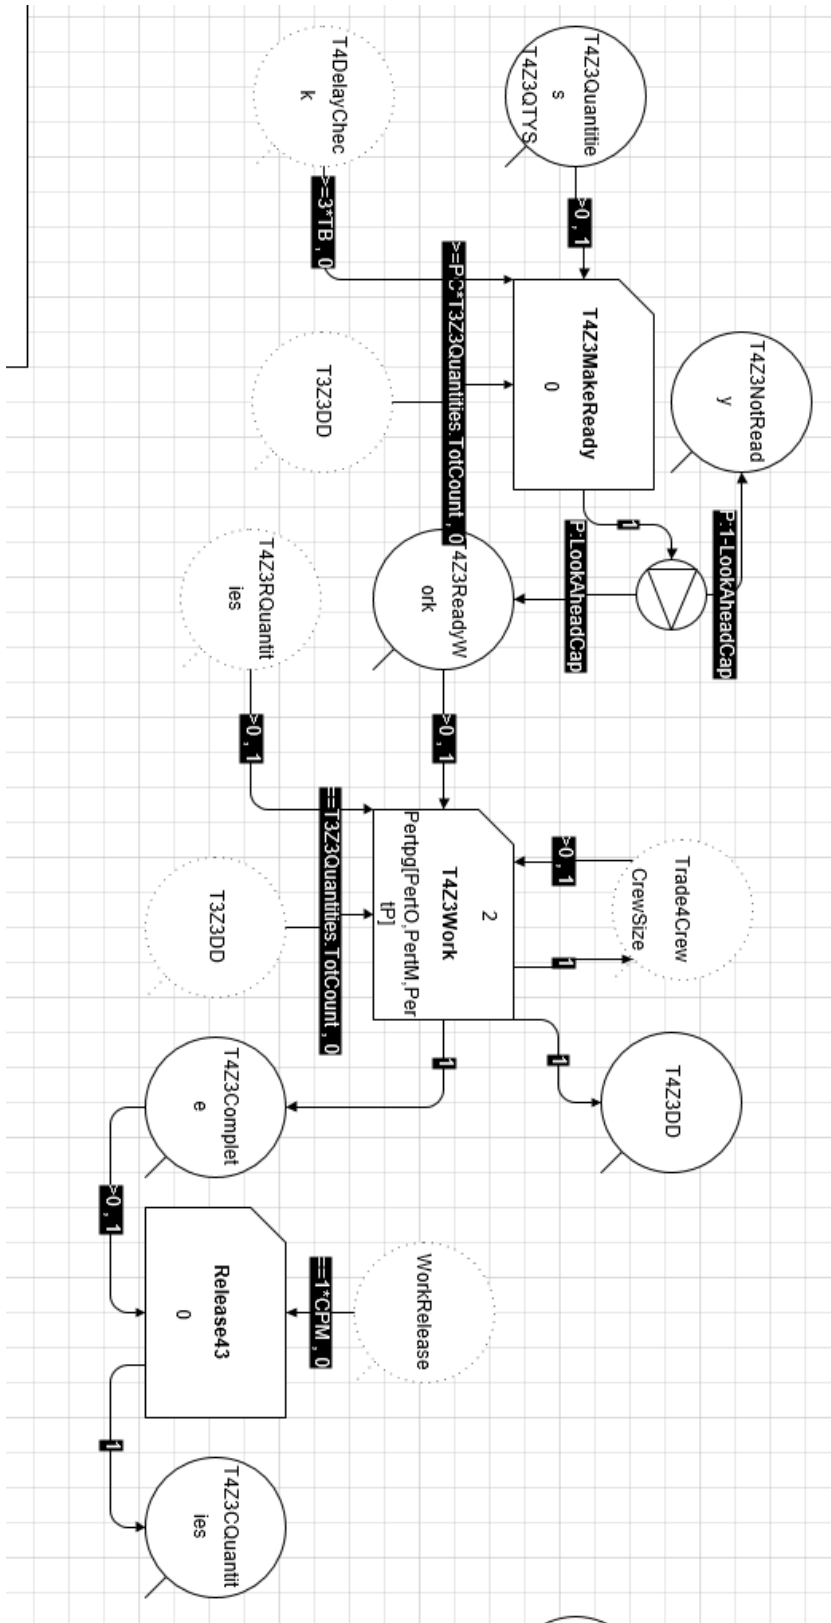 T4Z3Quantitie
s
T4Z3QTYS
>0 , 1
T4DelayChec
k
>=3*TB , 0
T4Z3MakeReady
0
T3Z3DD
>=PC*T3Z3Quantities.TotCount , 0
T4Z3NotRead
y
P:1-LookAheadCap
1
P:LookAheadCap
T4Z3ReadyW
ork
>0 , 1
T4Z3RQuantit
ies
>0 , 1
Trade4Crew
CrewSize
>0 , 1
1
2
T4Z3Work
Pertpg[PertO,PertM,Per
tP]
T3Z3DD
==T3Z3Quantities.TotCount , 0
1
T4Z3DD
1
T4Z3Complet
e
>0 , 1
WorkRelease
==1*CPM , 0
Release43
0
1
T4Z3CQuantit
ies